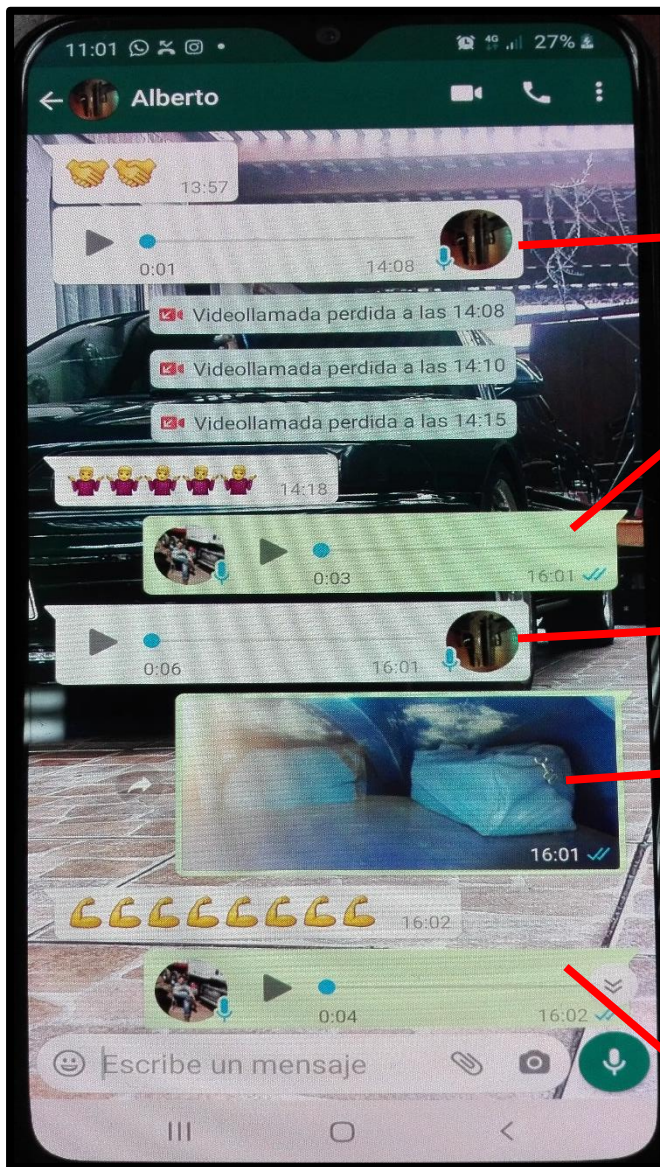 11:01 4G 27%
Alberto
13:57
0:01 14:08
Videollamada perdida a las 14:08
Videollamada perdida a las 14:10
Videollamada perdida a las 14:15
14:18
0:03 16:01
0:06 16:01
16:01
16:02
0:04 16:02
Escribe un mensaje